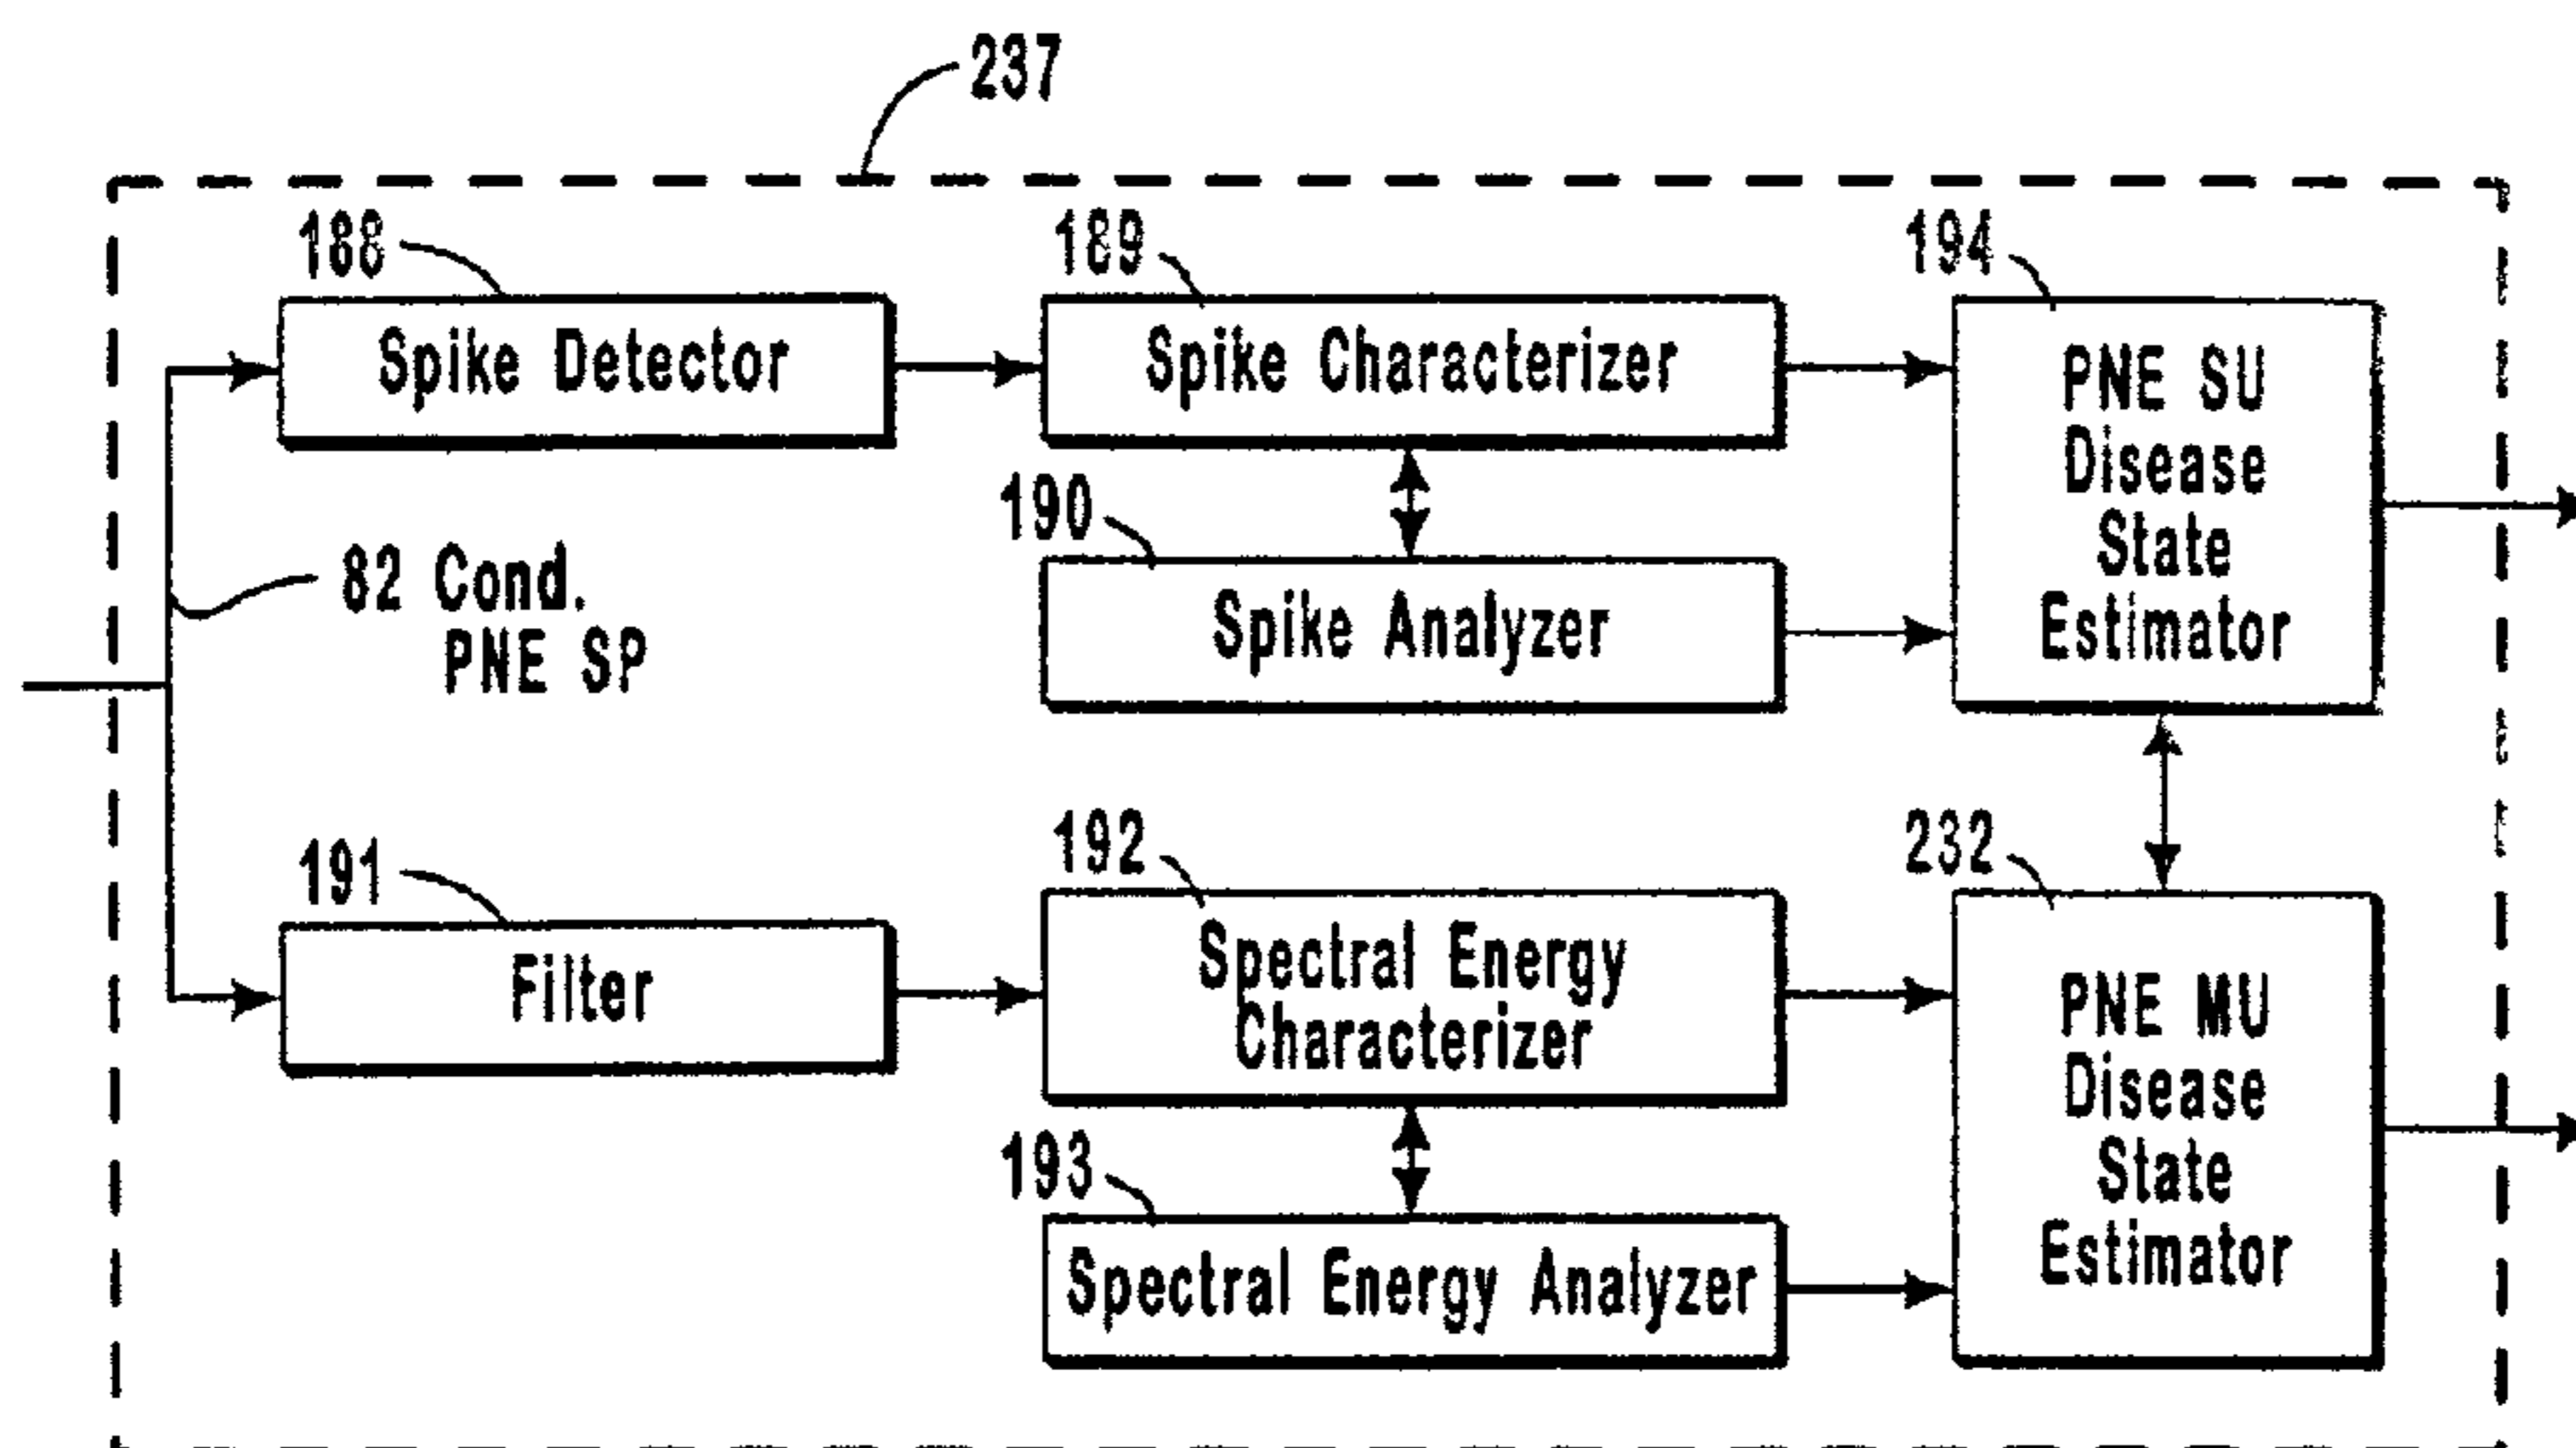 237
188
Spike Detector
189
Spike Characterizer
194
PNE SU
Disease
State
Estimator
190
Spike Analyzer
82 Cond.
PNE SP
191
Filter
192
Spectral Energy
Characterizer
232
PNE MU
Disease
State
Estimator
193
Spectral Energy Analyzer